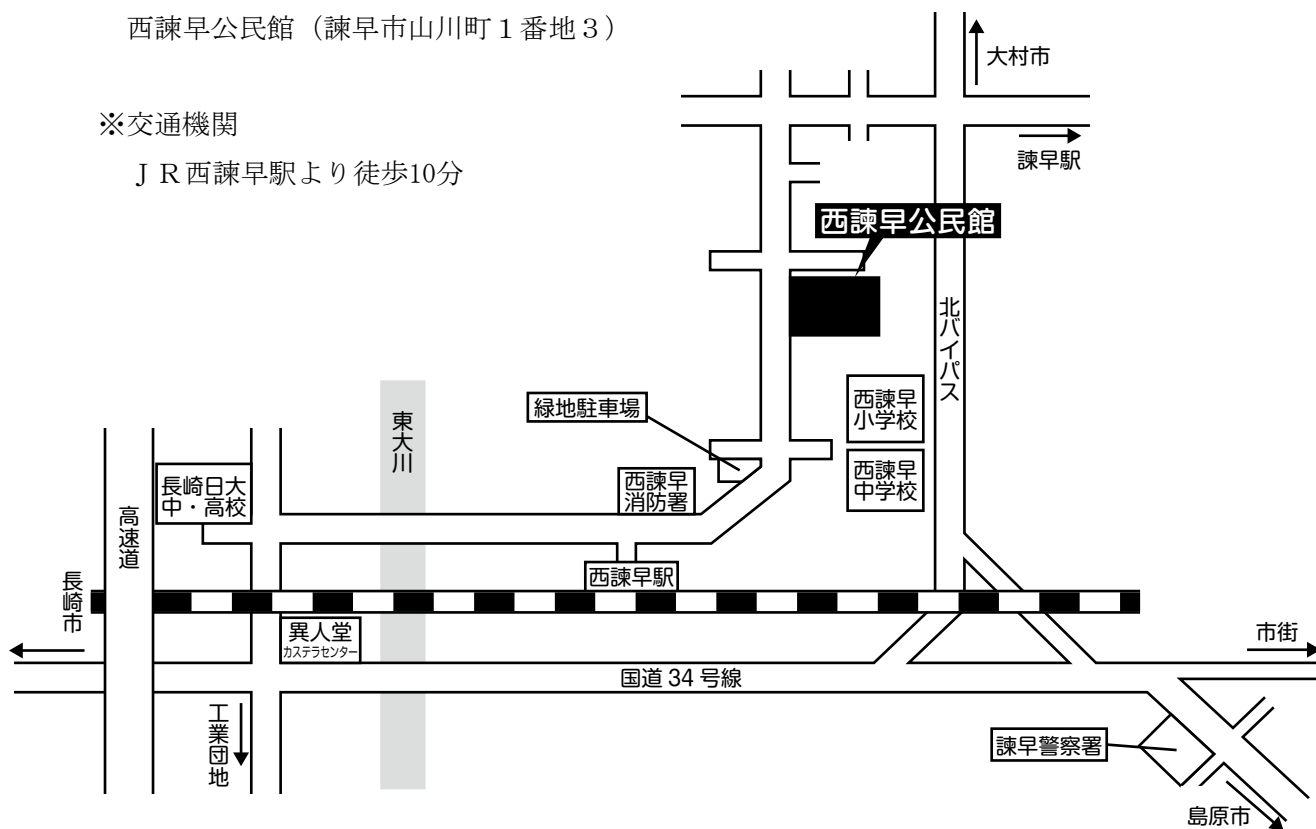 西諫早公民館（諫早市山川町１番地３）
※交通機関
ＪＲ西諫早駅より徒歩10分
大村市
諫早駅
西諫早公民館
北バイパス
西諫早
小学校
西諫早
中学校
緑地駐車場
東大川
西諫早
消防署
長崎日大
中・高校
高速道
西諫早駅
長崎市
異人堂
カステラセンター
国道34号線
市街
工業団地
諫早警察署
島原市